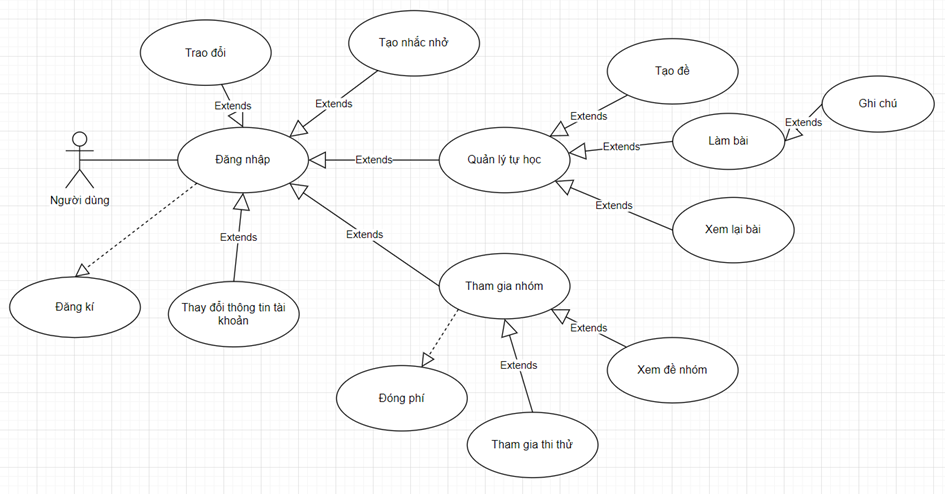 Trao đổi
Tạo nhắc nhở
Tạo đề
Ghi chú
Extends
Extends
Extends
Extends
Đăng nhập
Extends
Quản lý tự học
Extends
Làm bài
Người dùng
Extends
Xem lại bài
Extends
Extends
Đăng kí
Thay đổi thông tin tài
khoản
Tham gia nhóm
Extends
Extends
Đóng phí
Xem đề nhóm
Tham gia thi thử